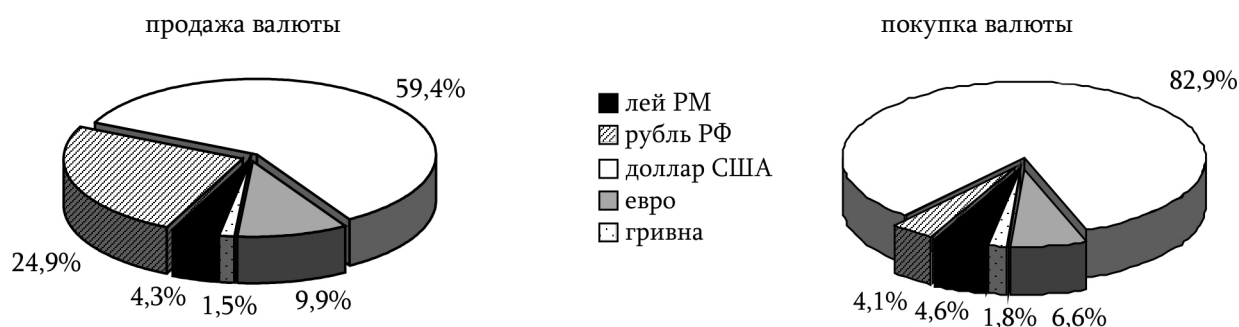 продажа валюты
59,4%
24,9%
4,3%
1,5%
9,9%
лей РМ
рубль РФ
доллар США
евро
гривна
покупка валюты
82,9%
4,1%
4,6%
1,8%
6,6%